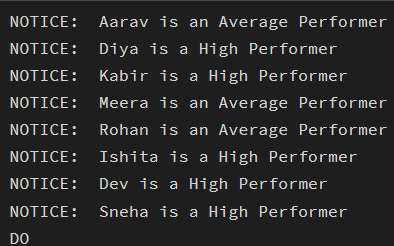 NOTICE:  Aarav is an Average Performer
NOTICE:  Diya is a High Performer
NOTICE:  Kabir is a High Performer
NOTICE:  Meera is an Average Performer
NOTICE:  Rohan is an Average Performer
NOTICE:  Ishita is a High Performer
NOTICE:  Dev is a High Performer
NOTICE:  Sneha is a High Performer
DO